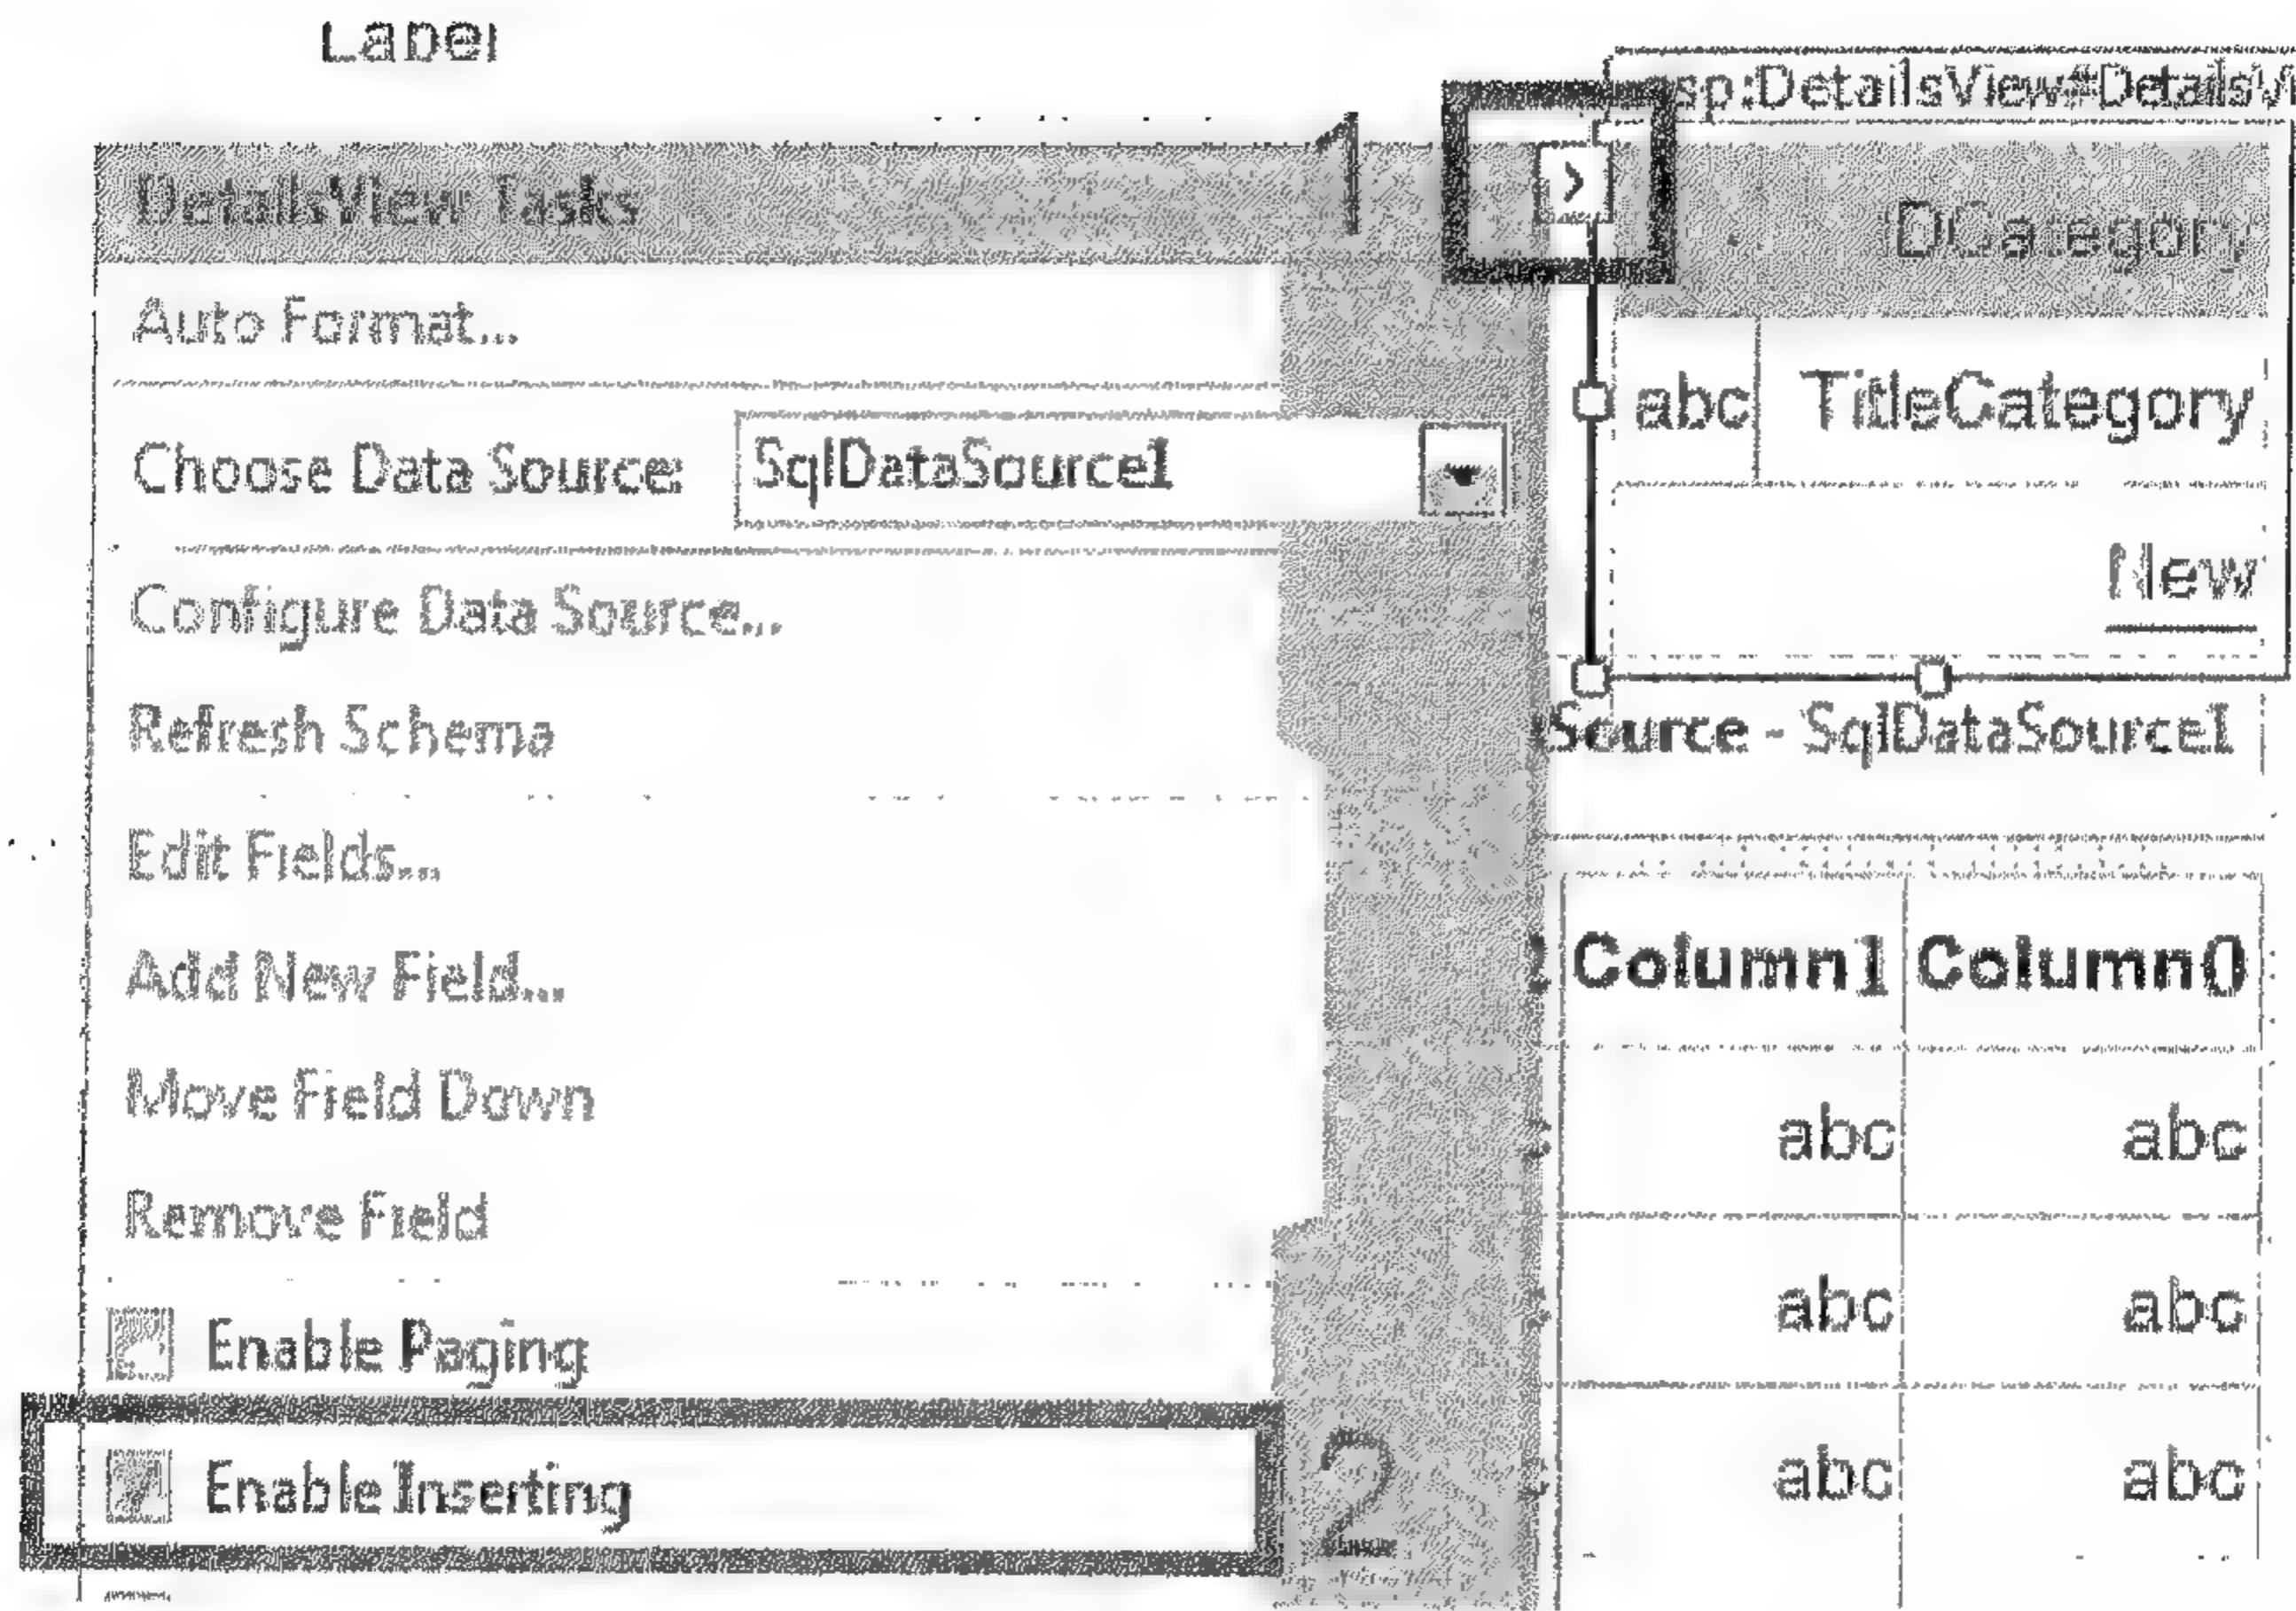 Label
asp:DetailsView#DetailsVi
1
DetailsView Tasks
DCategory
Auto Format...
abc TitleCategory
Choose Data Source: SqlDataSource1
New
Configure Data Source...
Refresh Schema
Source - SqlDataSource1
Edit Fields...
Add New Field...
Column1 Column0
Move Field Down
abc abc
Remove Field
abc abc
Enable Paging
Enable Inserting
2
abc abc